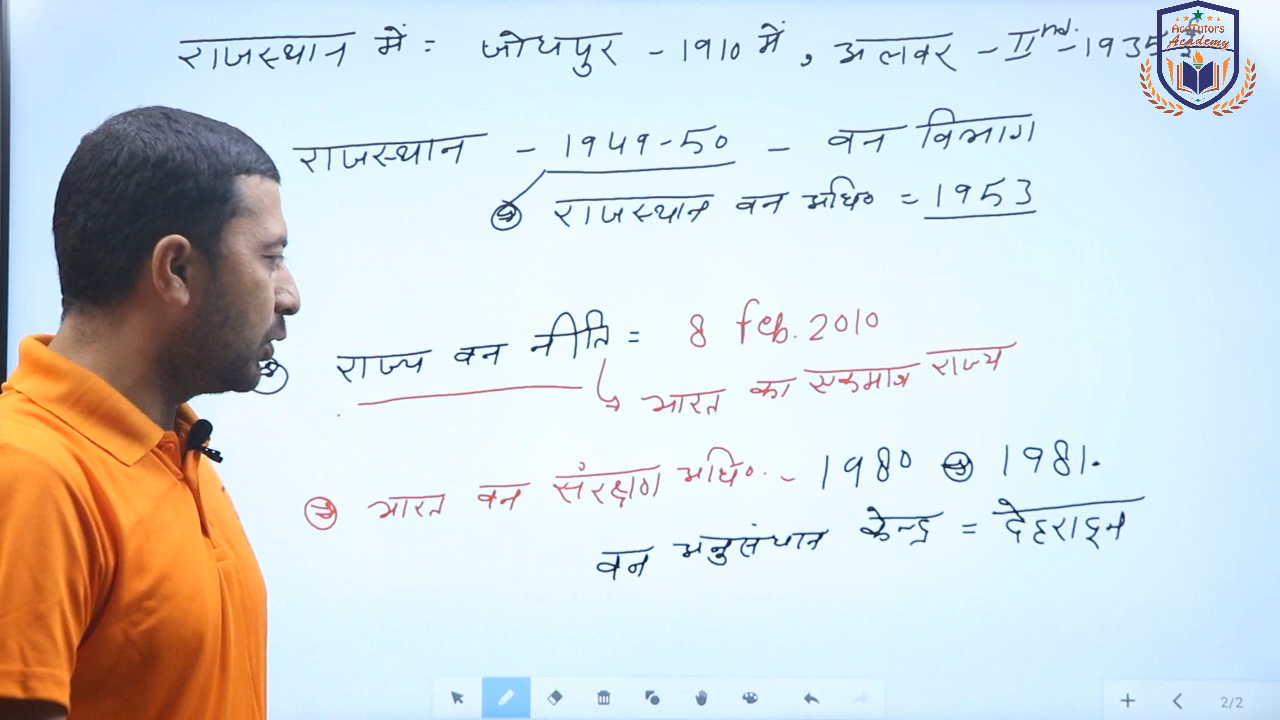 राजस्थान में = जोधपुर - 1910 में, अलवर - IInd - 1935
AceTutors
Academy
राजस्थान - 1949-50 - वन विभाग
राजस्थान वन अधि० = 1953
राज्य वन नीति = 8 feb. 2010
भारत का एकमात्र राज्य
भारत वन संरक्षण अधि०. - 1980 → 1981.
वन अनुसंधान केन्द्र = देहरादून
2/2